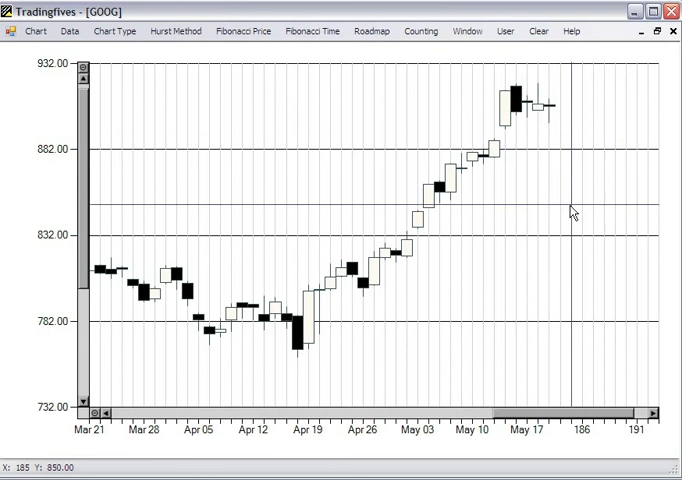 Tradingfives - [GOOG]
Chart Data Chart Type Hurst Method Fibonacci Price Fibonacci Time Roadmap Counting Window User Clear Help
932.00
882.00
832.00
782.00
732.00
Mar 21 Mar 28 Apr 05 Apr 12 Apr 19 Apr 26 May 03 May 10 May 17 186 191
X: 185 Y: 850.00